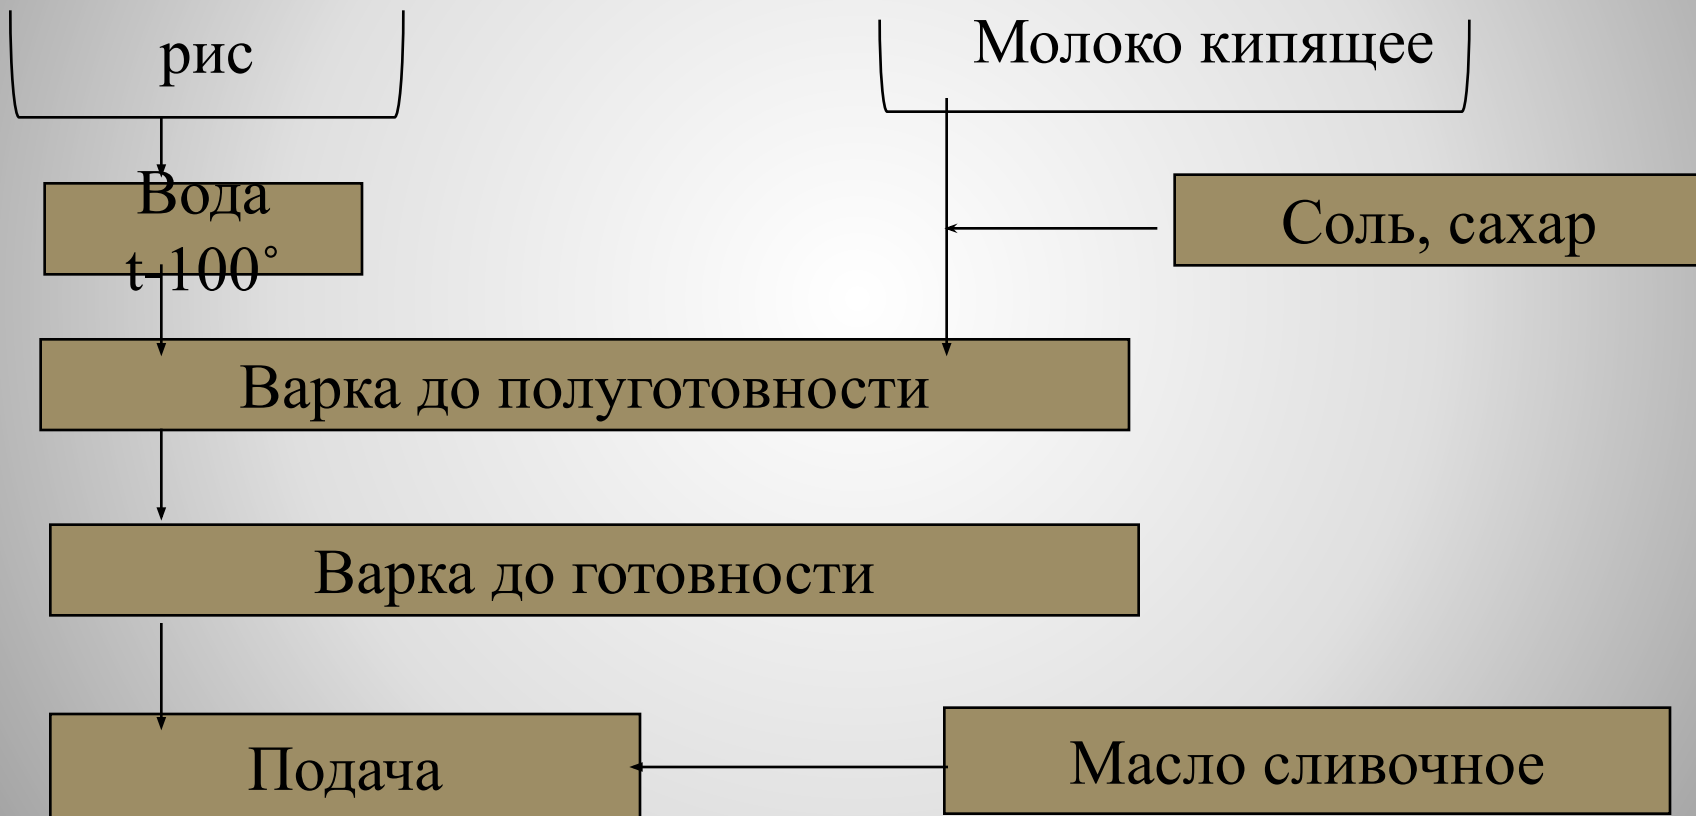 рис
Молоко кипящее
Вода
t-100˚
Соль, сахар
Варка до полуготовности
Варка до готовности
Подача
Масло сливочное